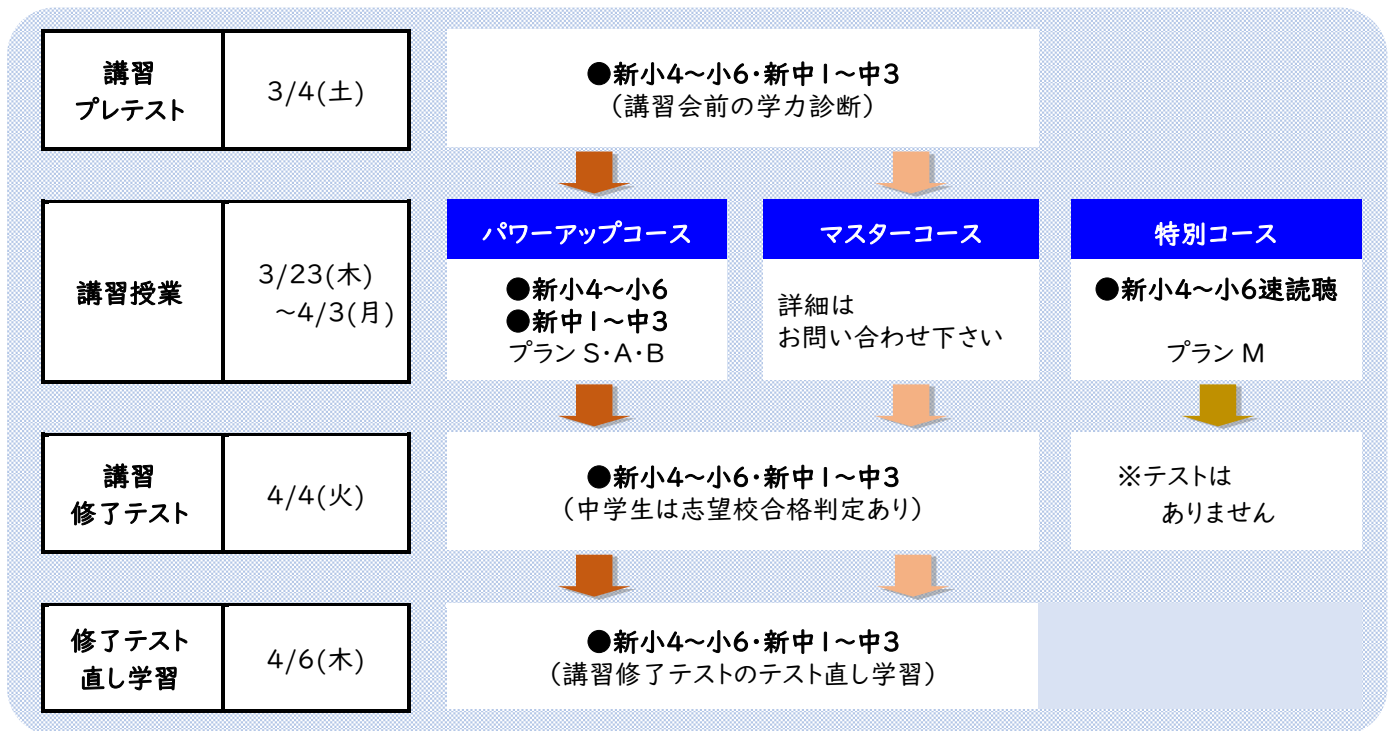 講習
プレテスト
3/4(土)
●新小4～小6・新中1～中3
（講習会前の学力診断）
講習授業
3/23(木)
～4/3(月)
パワーアップコース
●新小4～小6
●新中1～中3
プラン S・A・B
マスターコース
詳細は
お問い合わせ下さい
特別コース
●新小4～小6速読聴
プラン M
講習
修了テスト
4/4(火)
●新小4～小6・新中1～中3
（中学生は志望校合格判定あり）
※テストは
ありません
修了テスト
直し学習
4/6(木)
●新小4～小6・新中1～中3
（講習修了テストのテスト直し学習）